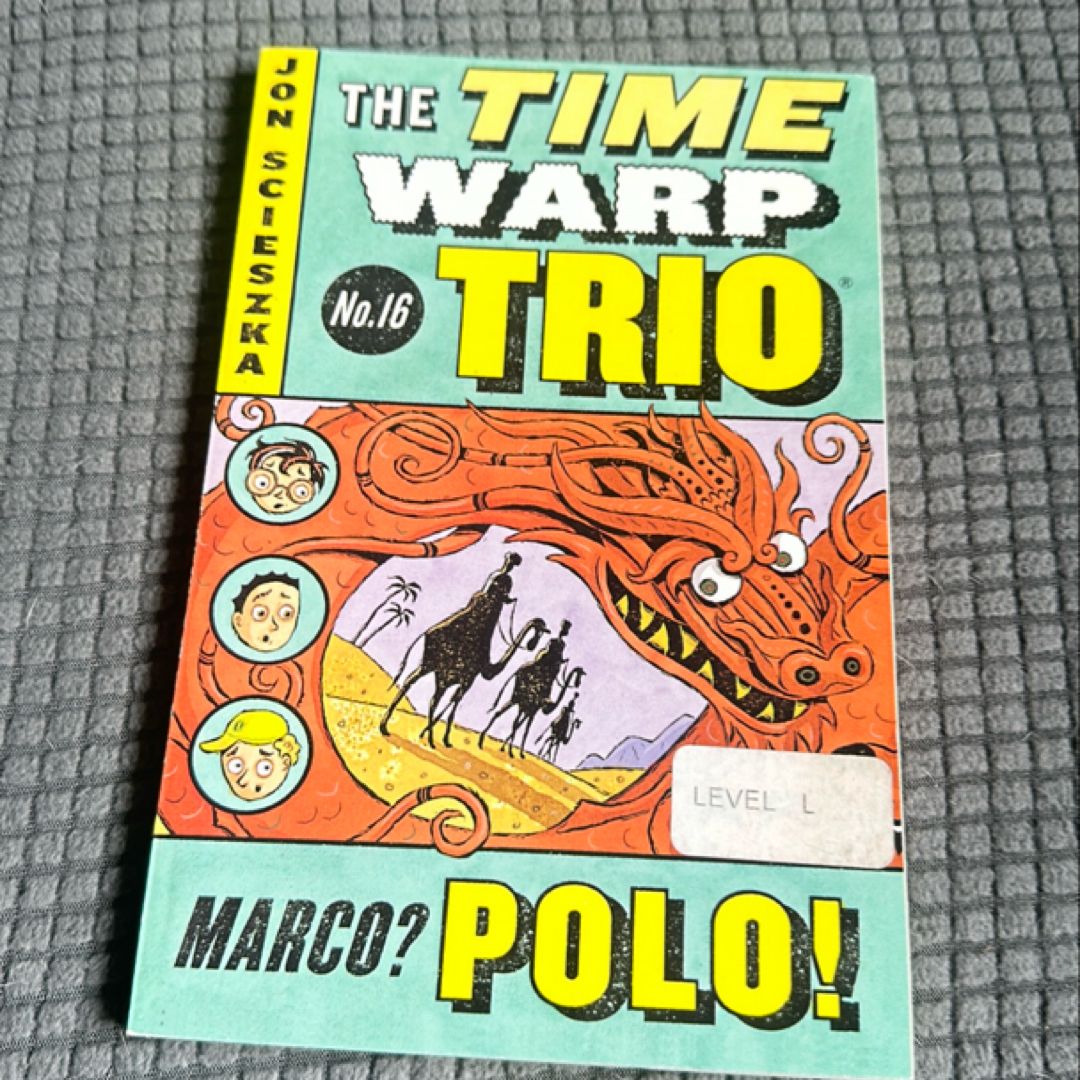 JON SCIESZKA
THE TIME
WARP
No.16 TRIO®
LEVEL L
MARCO? POLO!